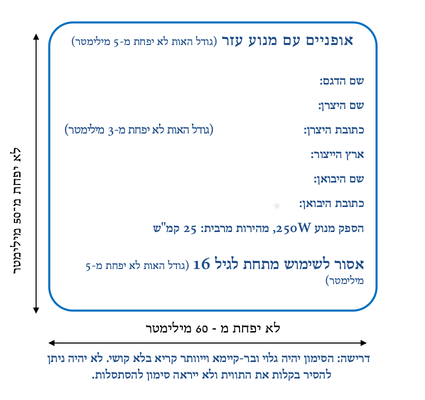 אופניים עם מנוע עזר (גודל האות לא יפחת מ-5 מילימטר)
שם הדגם:
שם היצרן:
כתובת היצרן: (גודל האות לא יפחת מ-3 מילימטר)
ארץ הייצור:
שם היבואן:
כתובת היבואן:
הספק מנוע 250W, מהירות מרבית: 25 קמ"ש
אסור לשימוש מתחת לגיל 16 (גודל האות לא יפחת מ-5
מילימטר)
לא יפחת מ-50 מילימטר
לא יפחת מ - 60 מילימטר
דרישה: הסימון יהיה גלוי ובר-קיימא וייוותר קריא בלא קושי. לא יהיה ניתן
להסיר בקלות את התווית ולא ייראה סימון להסתסלות.